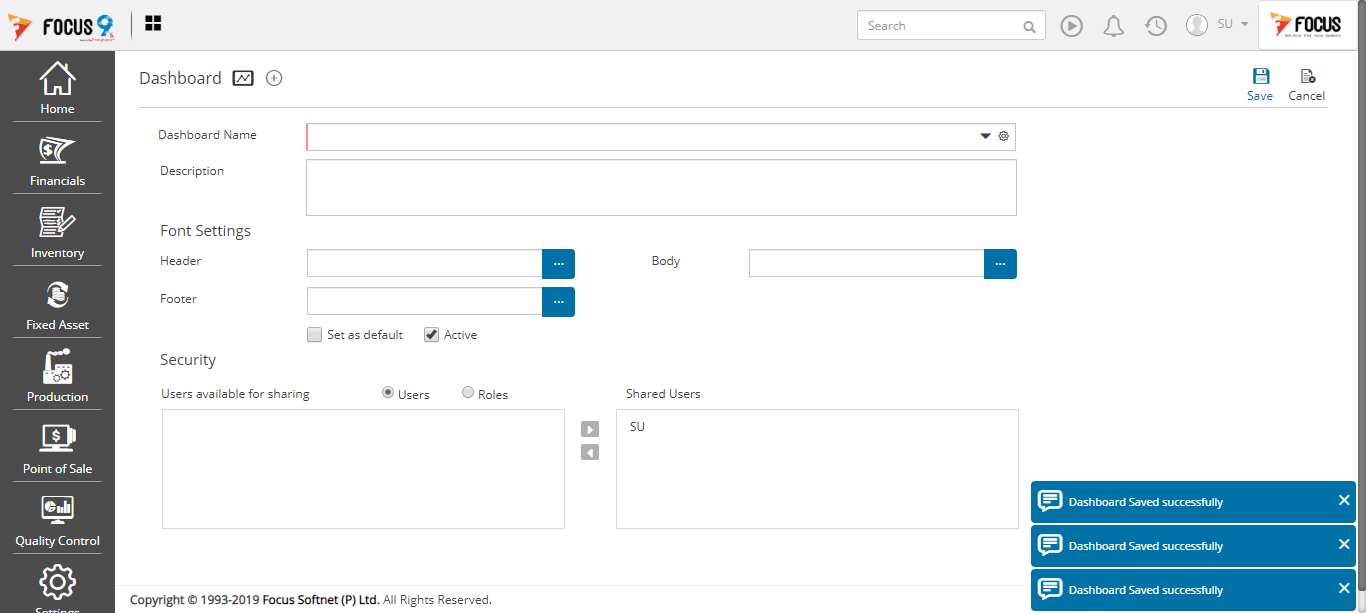 FOCUS 9
Search
SU
FOCUS
Home
Financials
Inventory
Fixed Asset
Production
Point of Sale
Quality Control
Settings
Dashboard
Save
Cancel
Dashboard Name
Description
Font Settings
Header
...
Body
...
Footer
...
Set as default
Active
Security
Users available for sharing
Users
Roles
Shared Users
SU
Dashboard Saved successfully
Dashboard Saved successfully
Dashboard Saved successfully
Copyright © 1993-2019 Focus Softnet (P) Ltd. All Rights Reserved.